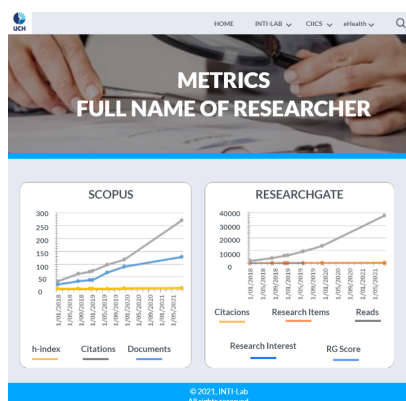 UCH
HOME INTI-LAB CIICS eHealth
METRICS
FULL NAME OF RESEARCHER
SCOPUS
300
250
200
150
100
50
0
1/01/2018 1/05/2018 1/09/2018 1/01/2019 1/05/2019 1/09/2019 1/01/2020 1/05/2020 1/09/2020 1/01/2021 1/05/2021
h-index Citations Documents
RESEARCHGATE
40000
30000
20000
10000
0
1/01/2018 1/05/2018 1/09/2018 1/01/2019 1/05/2019 1/09/2019 1/01/2020 1/05/2020 1/09/2020 1/01/2021 1/05/2021
Citacions Research Items Reads
Research Interest RG Score
© 2021, INTI-Lab
All rights reserved